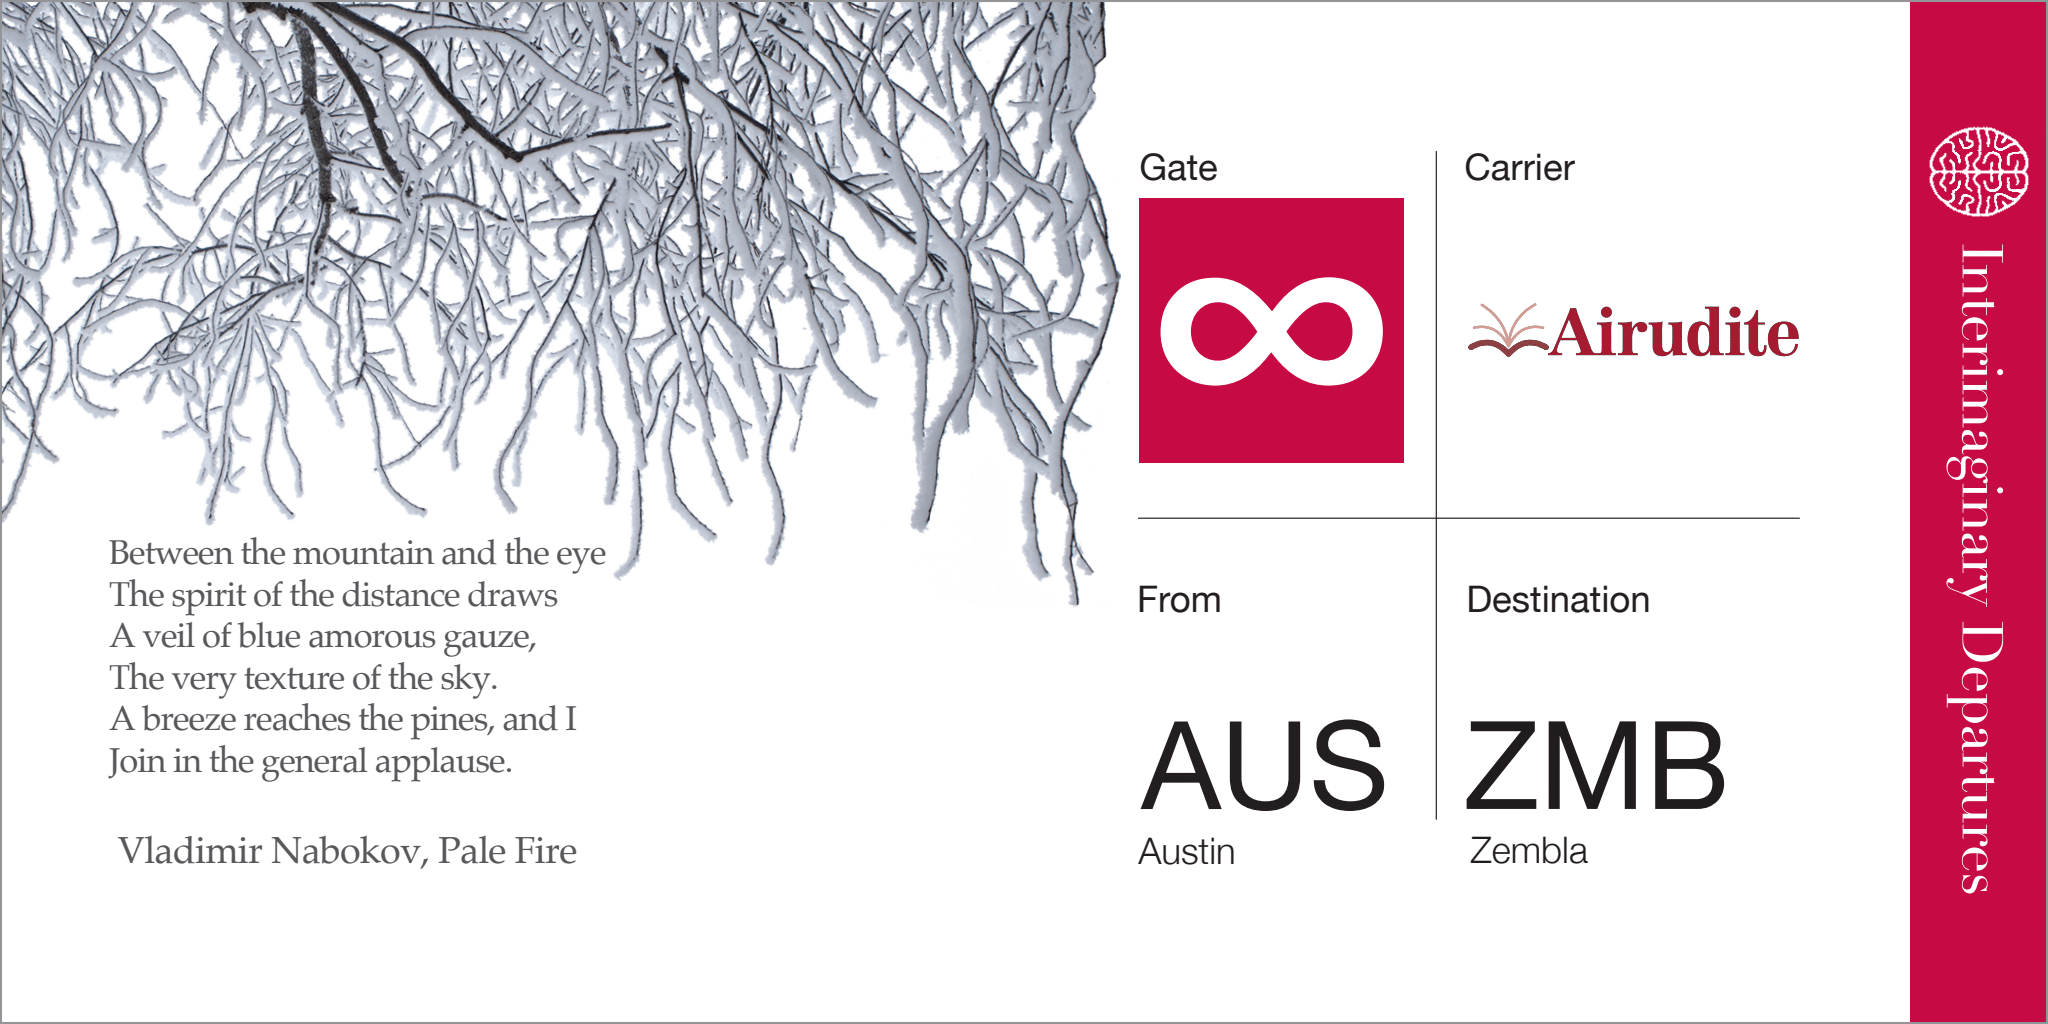 Between the mountain and the eye
The spirit of the distance draws
A veil of blue amorous gauze,
The very texture of the sky.
A breeze reaches the pines, and I
Join in the general applause.
Vladimir Nabokov, Pale Fire
Gate
∞
Carrier
Airudite
From
AUS
Austin
Destination
ZMB
Zembla
Interimaginary Departures